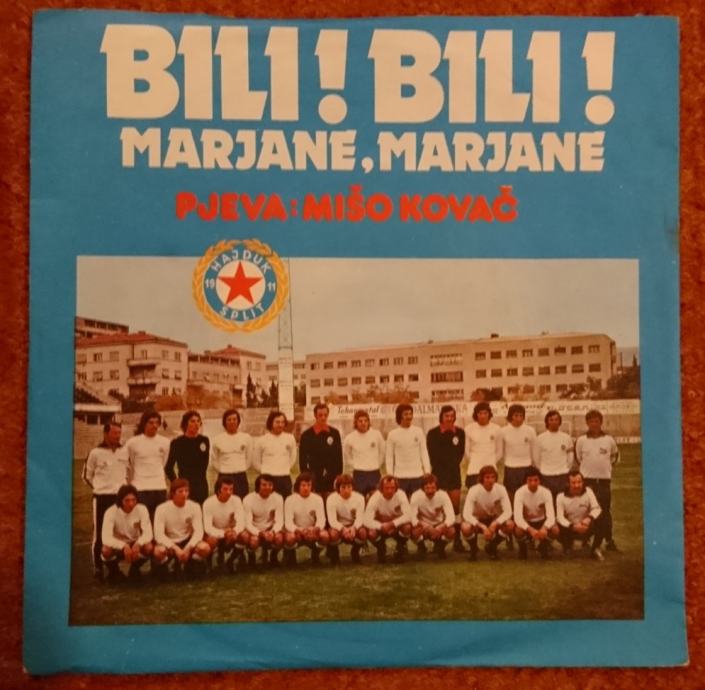 BILI! BILI!
MARJANE, MARJANE
PJEVA: MIŠO KOVAČ
HAJDUK
19 11
SPLIT